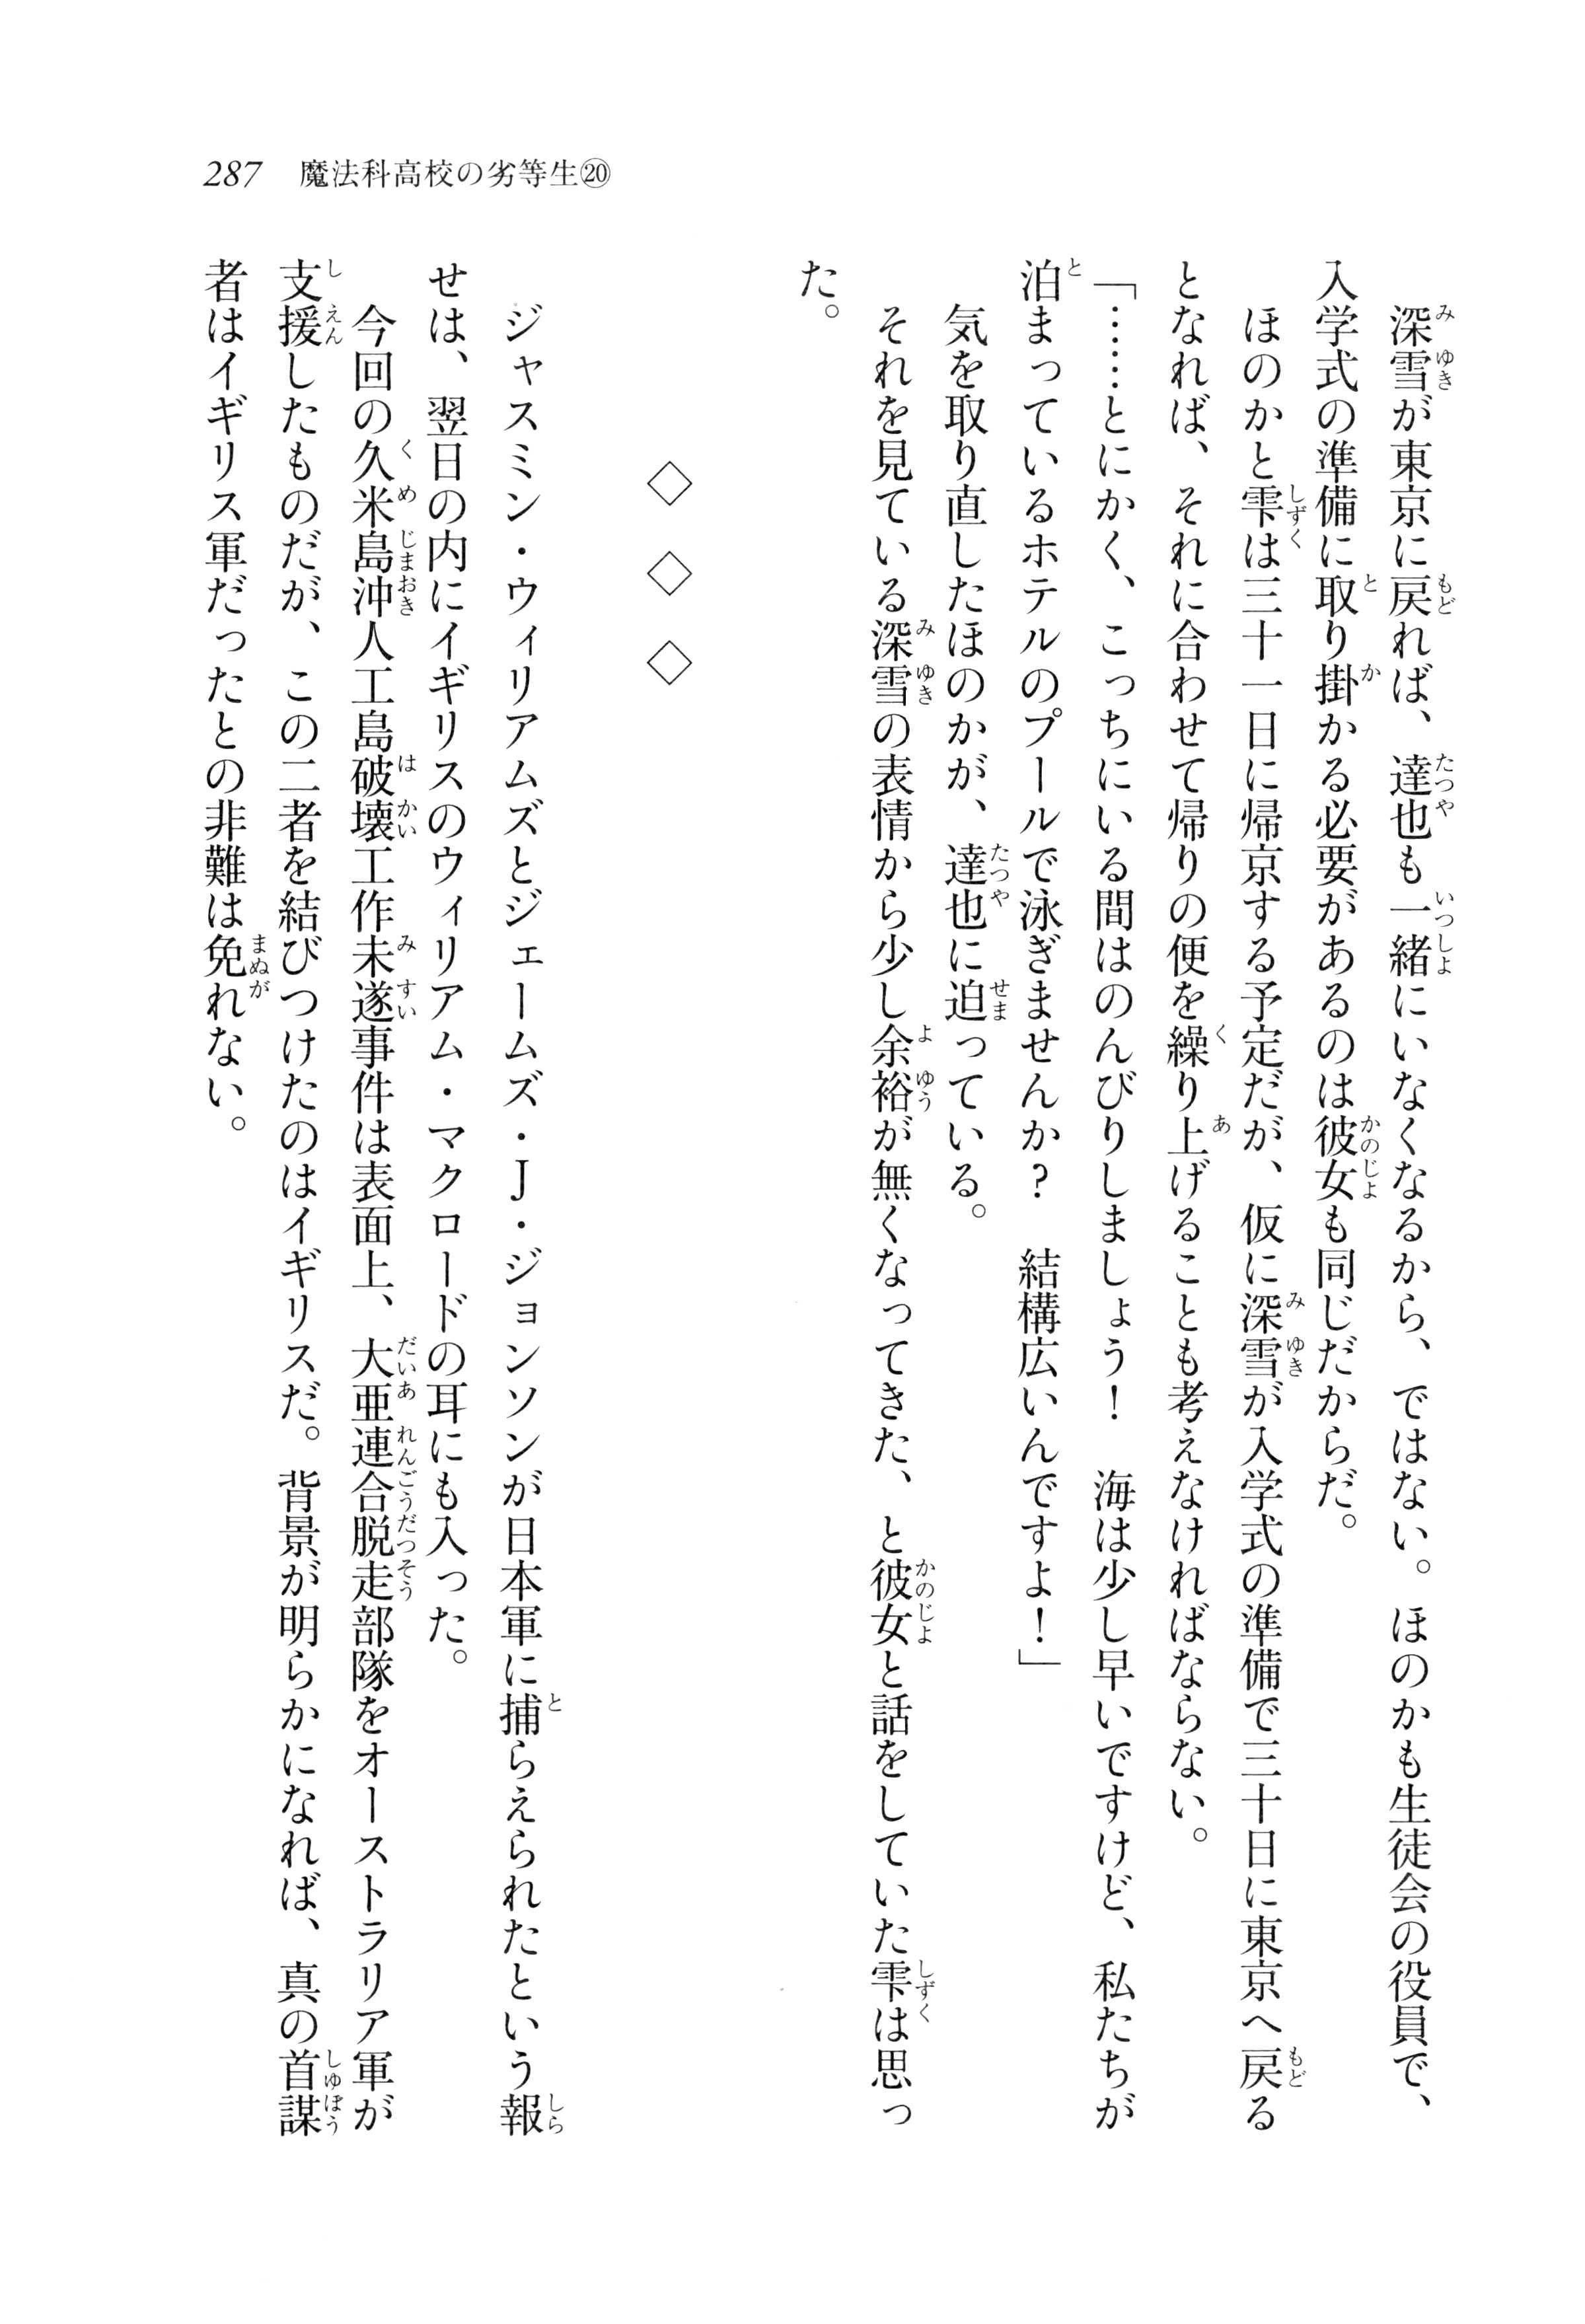 287 魔法科高校の劣等生⑳
深雪が東京に戻れば、達也も一緒にいなくなるから、ではない。ほのかも生徒会の役員で、
入学式の準備に取り掛かる必要があるのは彼女も同じだからだ。
ほのかと雫は三十一日に帰京する予定だが、仮に深雪が入学式の準備で三十日に東京へ戻る
となれば、それに合わせて帰りの便を繰り上げることも考えなければならない。
「……とにかく、こっちにいる間はのんびりしましょう！　海は少し早いですけど、私たちが
泊まっているホテルのプールで泳ぎませんか？　結構広いんですよ！」
気を取り直したほのかが、達也に迫っている。
それを見ている深雪の表情から少し余裕が無くなってきた、と彼女と話をしていた雫は思っ
た。
◇　◇　◇
ジャスミン・ウィリアムズとジェームズ・J・ジョンソンが日本軍に捕らえられたという報
せは、翌日の内にイギリスのウィリアム・マクロードの耳にも入った。
今回の久米島沖人工島破壊工作未遂事件は表面上、大亜連合脱走部隊をオーストラリア軍が
支援したものだが、この二者を結びつけたのはイギリスだ。背景が明らかになれば、真の首謀
者はイギリス軍だったとの非難は免れない。